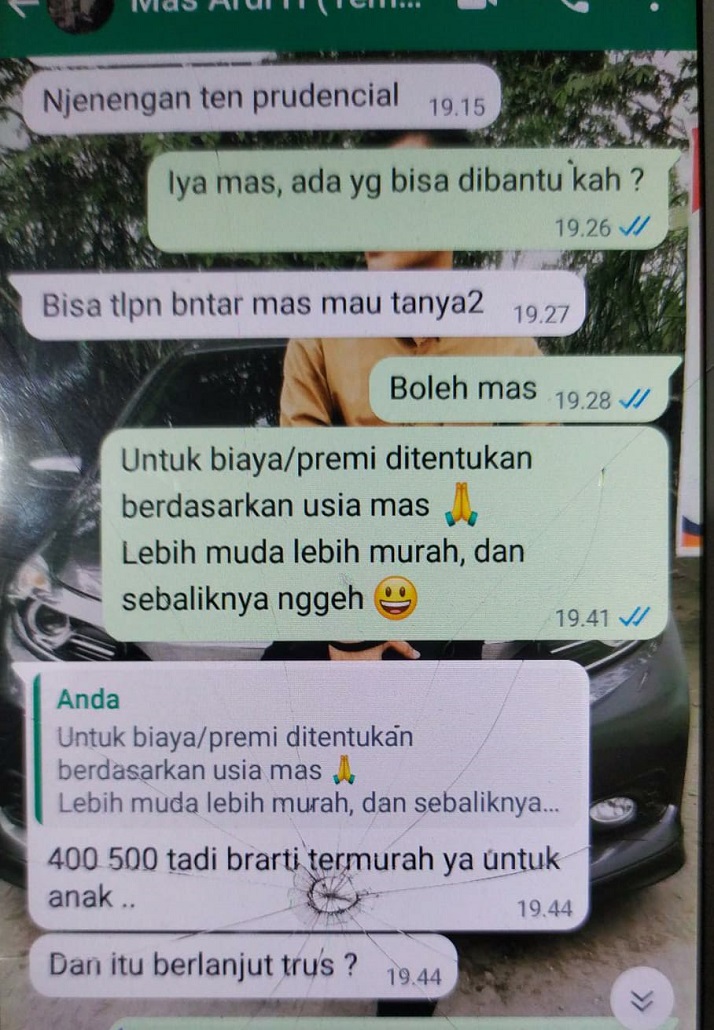 Njenengan ten prudencial 19.15
Iya mas, ada yg bisa dibantu kah ?
19.26
Bisa tlpn bntar mas mau tanya2 19.27
Boleh mas 19.28
Untuk biaya/premi ditentukan
berdasarkan usia mas 🙏
Lebih muda lebih murah, dan
sebaliknya nggeh 😃
19.41
Anda
Untuk biaya/premi ditentukan
berdasarkan usia mas 🙏
Lebih muda lebih murah, dan sebaliknya...
400 500 tadi brarti termurah ya untuk
anak ..
19.44
Dan itu berlanjut trus ? 19.44